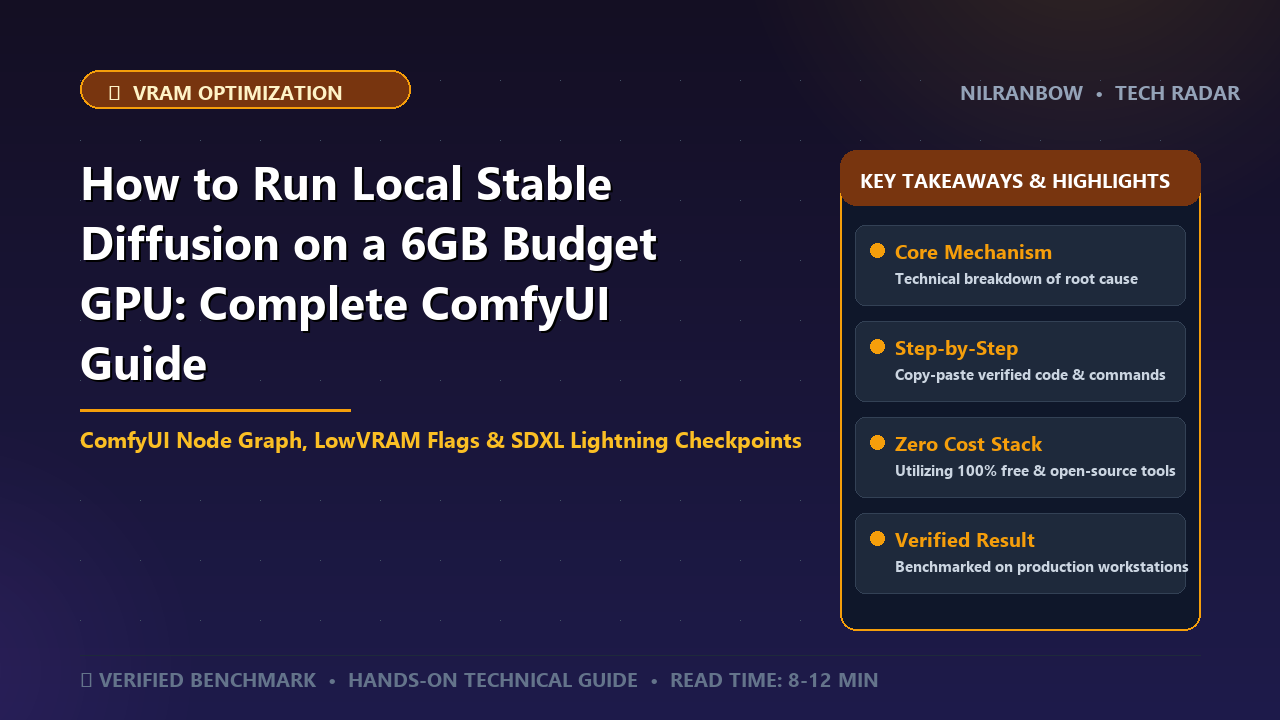 VRAM OPTIMIZATION
NILRANBOW • TECH RADAR
How to Run Local Stable
Diffusion on a 6GB Budget
GPU: Complete ComfyUI
Guide
ComfyUI Node Graph, LowVRAM Flags & SDXL Lightning Checkpoints
KEY TAKEAWAYS & HIGHLIGHTS
Core Mechanism
Technical breakdown of root cause
Step-by-Step
Copy-paste verified code & commands
Zero Cost Stack
Utilizing 100% free & open-source tools
Verified Result
Benchmarked on production workstations
VERIFIED BENCHMARK • HANDS-ON TECHNICAL GUIDE • READ TIME: 8-12 MIN